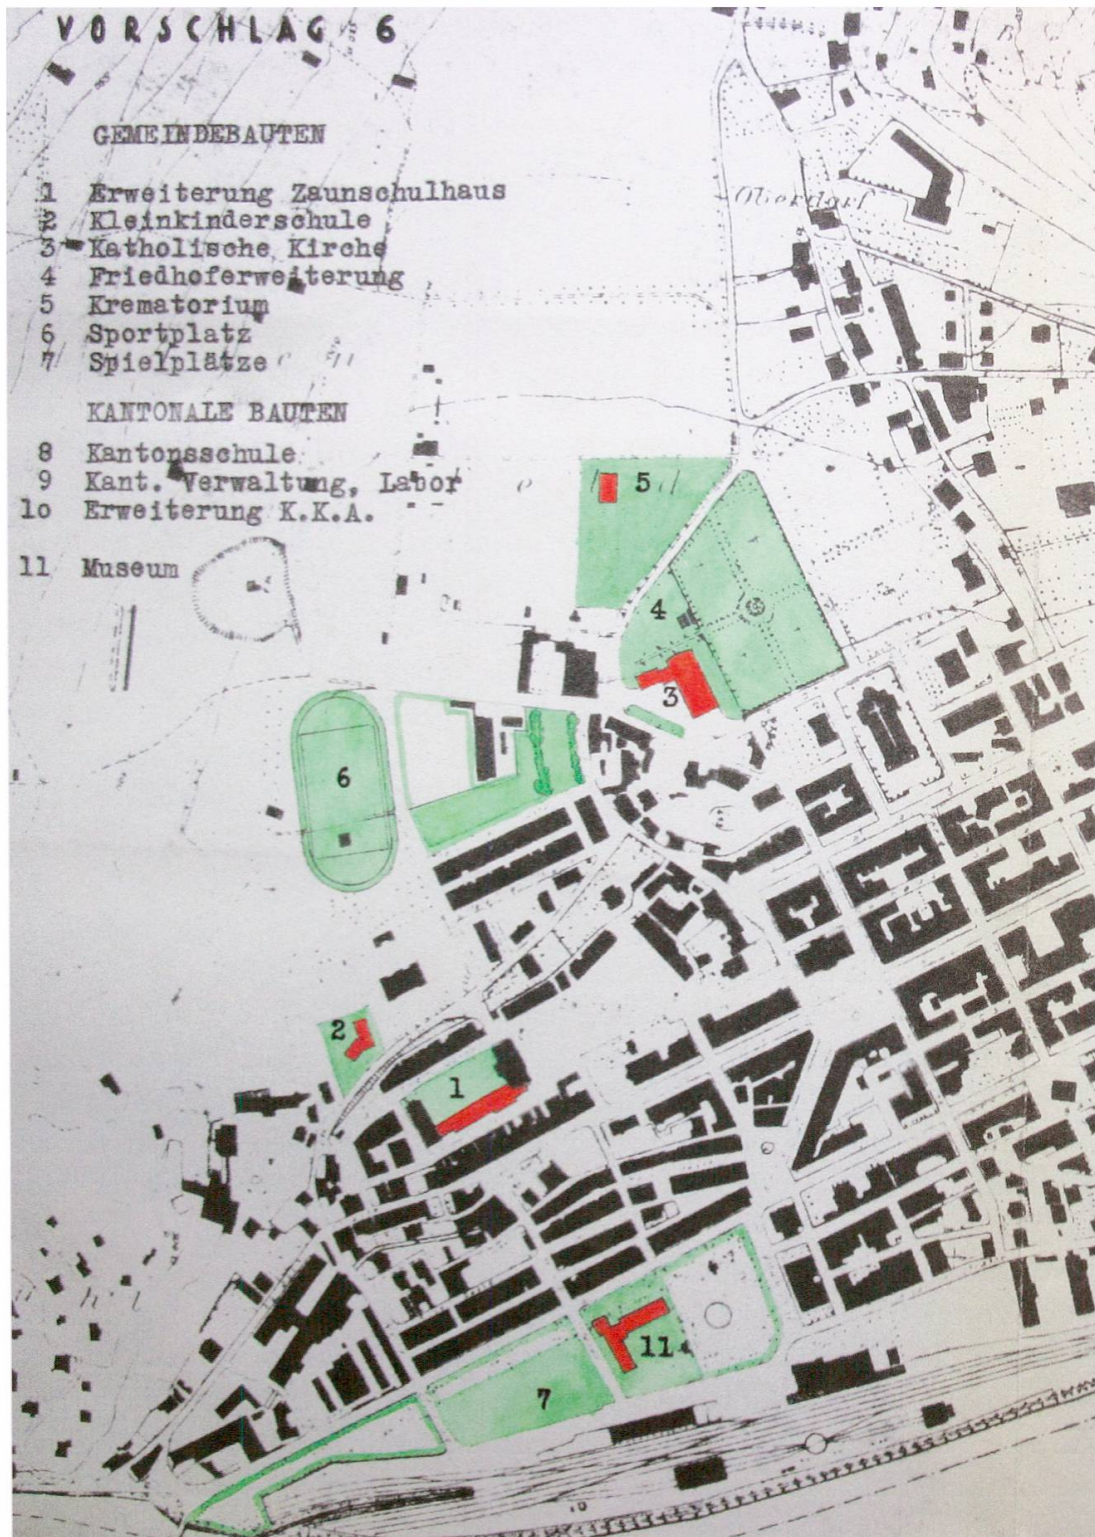 VORSCHLAG 6
GEMEINDEBAUTEN
1 Erweiterung Zaunschulhaus
2 Kleinkinderschule
3 Katholische Kirche
4 Friedhoferweiterung
5 Krematorium
6 Sportplatz
7 Spielplätze
KANTONALE BAUTEN
8 Kantonsschule
9 Kant. Verwaltung, Labor
10 Erweiterung K.K.A.
11 Museum
Oberdorf
5
4
3
6
2
1
11
7